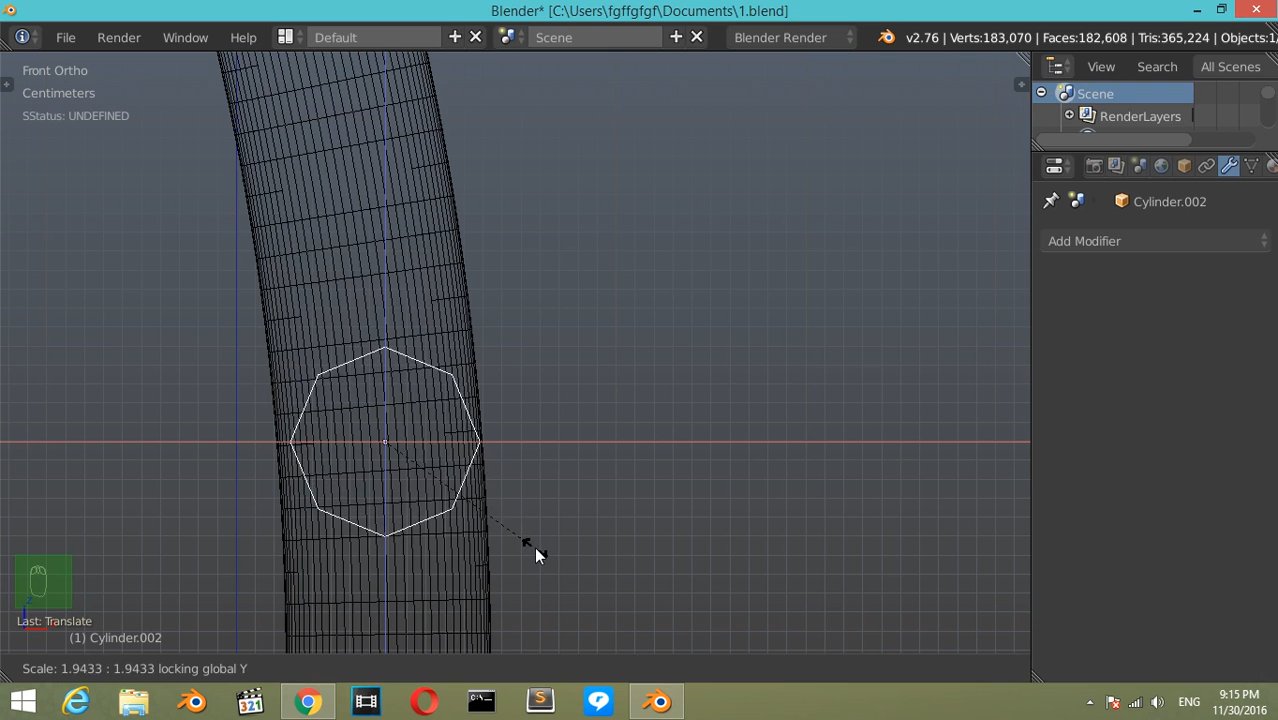 Blender* [C:\Users\fgffgfgf\Documents\1.blend]
File Render Window Help Default Scene Blender Render v2.76 | Verts:183,070 | Faces:182,608 | Tris:365,224 | Objects:1/
Front Ortho
Centimeters
SStatus: UNDEFINED
View Search All Scenes
Scene
RenderLayers
Cylinder.002
Add Modifier
Last: Translate
(1) Cylinder.002
Scale: 1.9433 : 1.9433 locking global Y
321
S
ENG
9:15 PM
11/30/2016